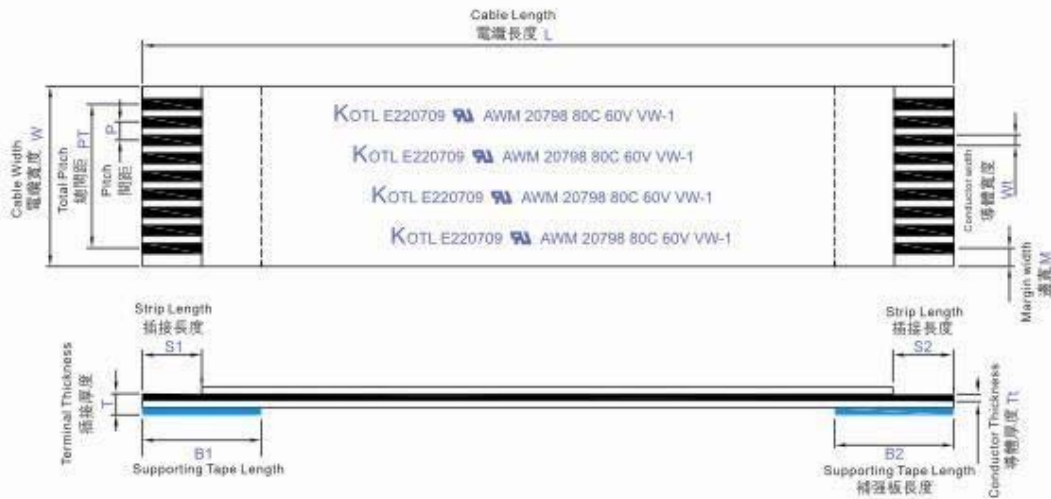 Cable Length
電纜長度 L
Cable Width
電纜寬度 W
Total Pitch
總間距 PT
Pitch
間距
P
KOTL E220709 AWM 20798 80C 60V VW-1
KOTL E220709 AWM 20798 80C 60V VW-1
KOTL E220709 AWM 20798 80C 60V VW-1
KOTL E220709 AWM 20798 80C 60V VW-1
Conductor width
導體寬度
Wt
Margin width
邊寬 M
Strip Length
插接長度
S1
Strip Length
插接長度
S2
Terminal Thickness
插接厚度
T
Conductor Thickness
導體厚度 Tt
B1
Supporting Tape Length
B2
Supporting Tape Length
補强板長度